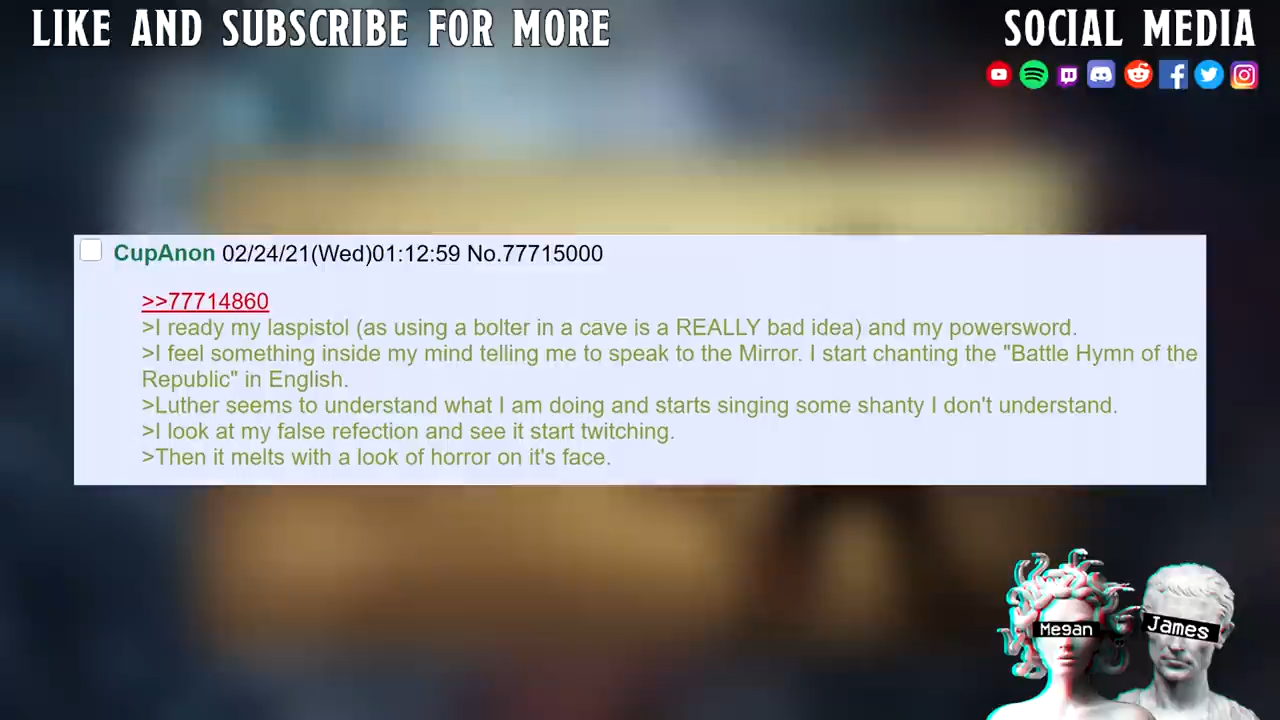 LIKE AND SUBSCRIBE FOR MORE
SOCIAL MEDIA
CupAnon 02/24/21(Wed)01:12:59 No.77715000
>>77714860
>I ready my laspistol (as using a bolter in a cave is a REALLY bad idea) and my powersword.
>I feel something inside my mind telling me to speak to the Mirror. I start chanting the "Battle Hymn of the
Republic" in English.
>Luther seems to understand what I am doing and starts singing some shanty I don't understand.
>I look at my false refection and see it start twitching.
>Then it melts with a look of horror on it's face.
Megan
James